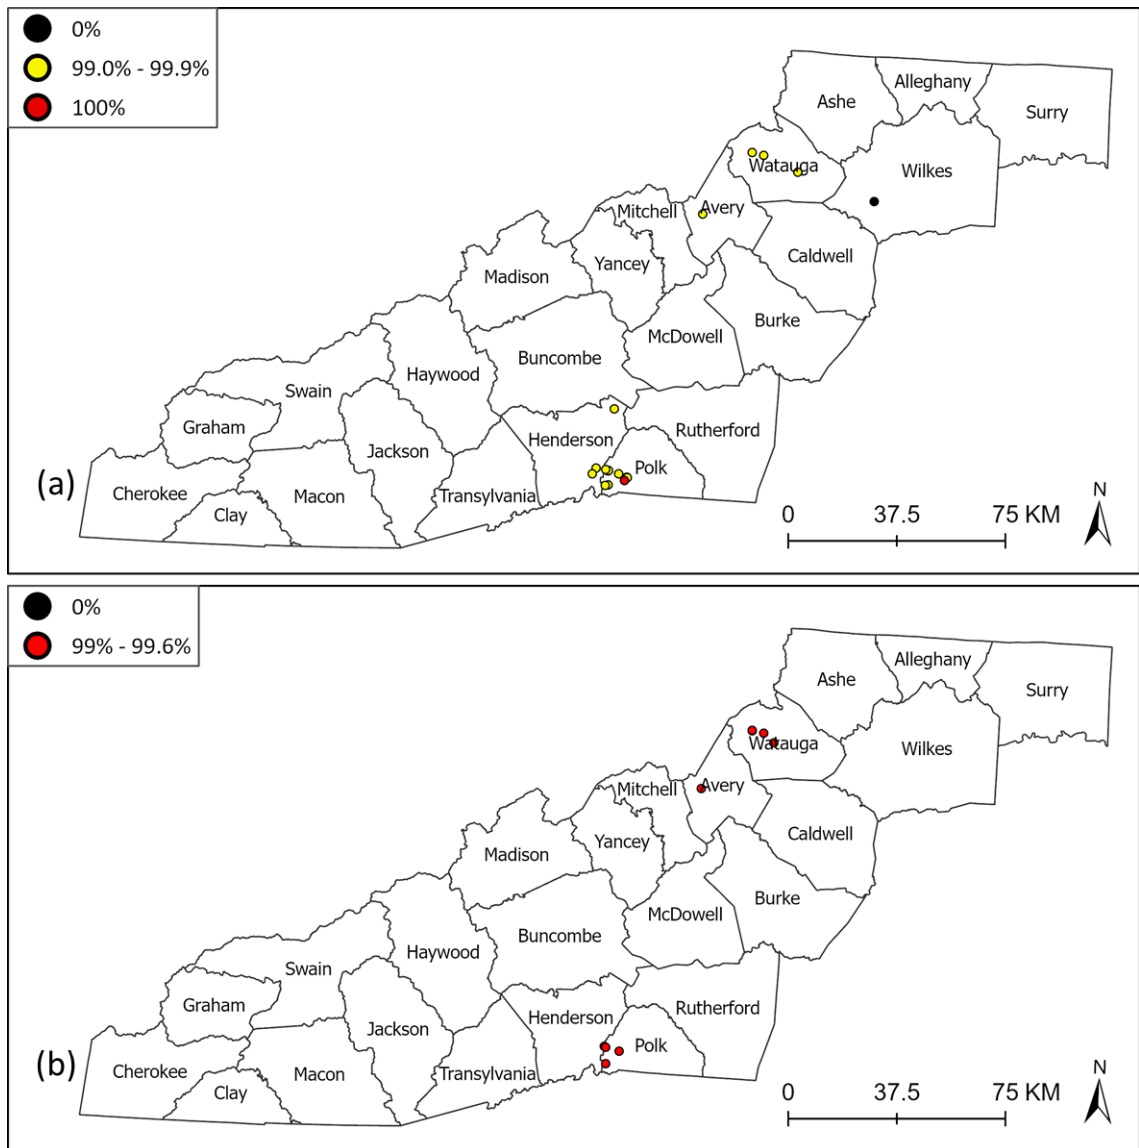 0%
99.0% - 99.9%
100%
Alleghany
Ashe
Surry
Watauga
Wilkes
Mitchell
Avery
Caldwell
Yancey
Madison
Burke
McDowell
Buncombe
Haywood
Swain
Graham
Rutherford
Henderson
Jackson
Polk
(a)
Cherokee
Macon
Transylvania
Clay
N
0 37.5 75 KM
0%
99% - 99.6%
Alleghany
Ashe
Surry
Watauga
Wilkes
Mitchell
Avery
Caldwell
Yancey
Madison
Burke
McDowell
Buncombe
Haywood
Swain
Graham
Rutherford
Henderson
Jackson
Polk
(b)
Cherokee
Macon
Transylvania
Clay
N
0 37.5 75 KM